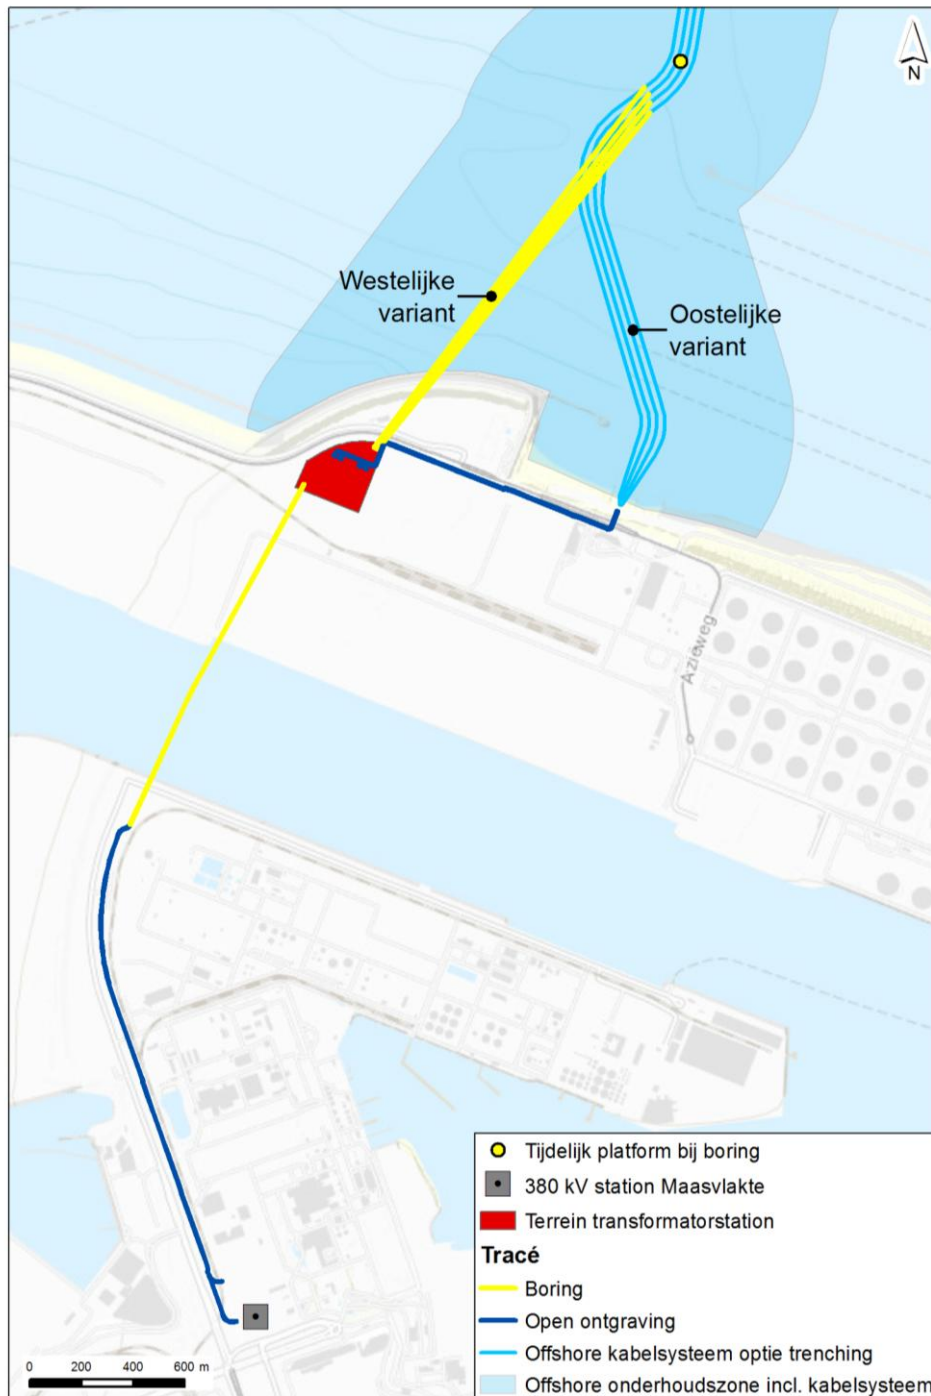 N
Westelijke
variant
Oostelijke
variant
Aziëweg
Tijdelijk platform bij boring
380 kV station Maasvlakte
Terrein transformatorstation
Tracé
Boring
Open ontgraving
Offshore kabelsysteem optie trenching
Offshore onderhoudszone incl. kabelsysteem
0 200 400 600 m